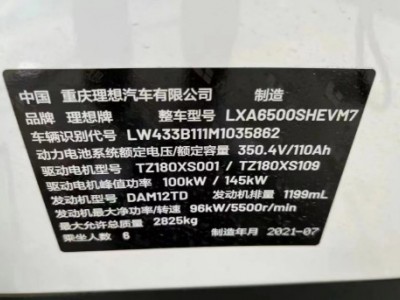 中国 重庆理想汽车有限公司 制造
品牌 理想牌 整车型号 LXA6500SHEVM7
车辆识别代号 LW433B111M1035862
动力电池系统额定电压/额定容量 350.4V/110Ah
驱动电机型号 TZ180XS001 / TZ180XS109
驱动电机峰值功率 100kW / 145kW
发动机型号 DAM12TD 发动机排量 1199mL
发动机最大净功率/转速 96kW/5500r/min
最大允许总质量 2825kg
乘坐人数 6 制造年月 2021-07